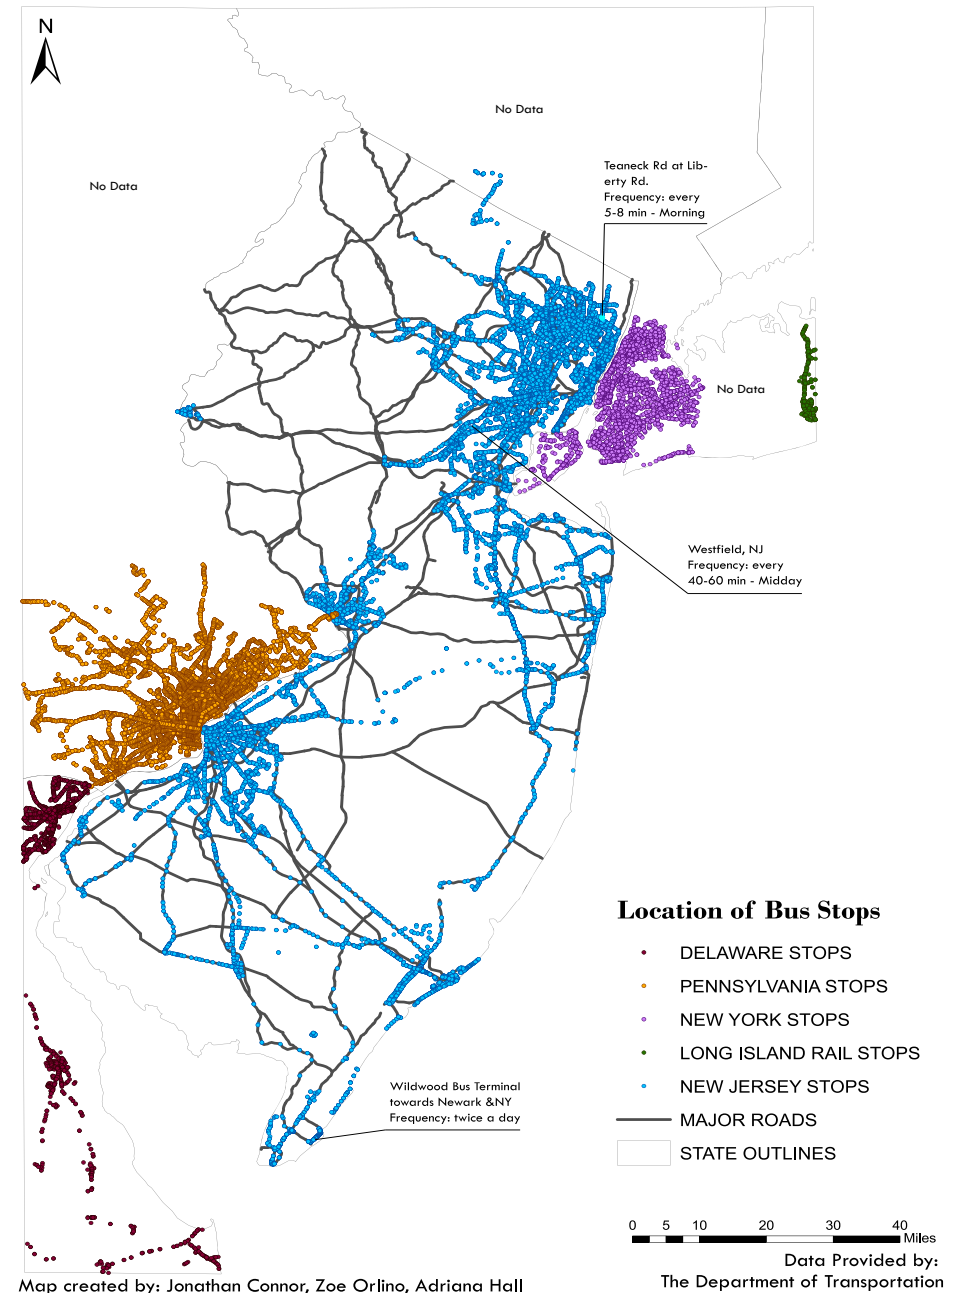 N
No Data
No Data
Teaneck Rd at Lib-
erty Rd.
Frequency: every
5-8 min - Morning
No Data
Westfield, NJ
Frequency: every
40-60 min - Midday
Wildwood Bus Terminal
towards Newark &NY
Frequency: twice a day
Location of Bus Stops
DELAWARE STOPS
PENNSYLVANIA STOPS
NEW YORK STOPS
LONG ISLAND RAIL STOPS
NEW JERSEY STOPS
MAJOR ROADS
STATE OUTLINES
0 5 10 20 30 40
Miles
Data Provided by:
The Department of Transportation
Map created by: Jonathan Connor, Zoe Orlino, Adriana Hall